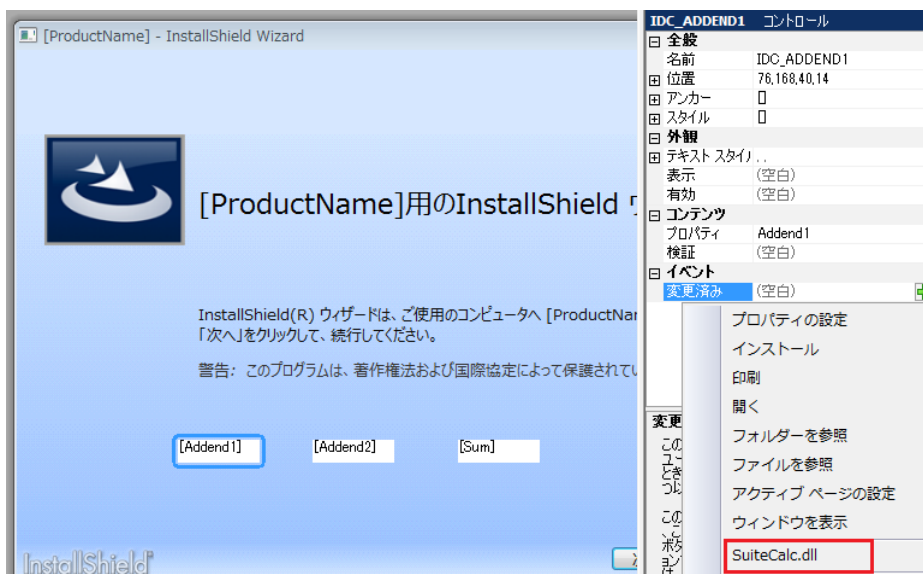 [ProductName] - InstallShield Wizard
[ProductName]用のInstallShield
InstallShield(R) ウィザードは、ご使用のコンピュータへ [ProductNa
「次へ」をクリックして、続行してください。
警告: このプログラムは、著作権法および国際協定によって保護されてい
[Addend1]
[Addend2]
[Sum]
InstallShield
IDC_ADDEND1 コントロール
全般
名前 IDC_ADDEND1
位置 76,168,40,14
アンカー []
スタイル []
外観
テキスト スタイ , ,
表示 (空白)
有効 (空白)
コンテンツ
プロパティ Addend1
検証 (空白)
イベント
変更済み (空白)
プロパティの設定
インストール
印刷
開く
フォルダーを参照
ファイルを参照
アクティブ ページの設定
ウィンドウを表示
SuiteCalc.dll
変更
この
ユー
とき
この
ボタ